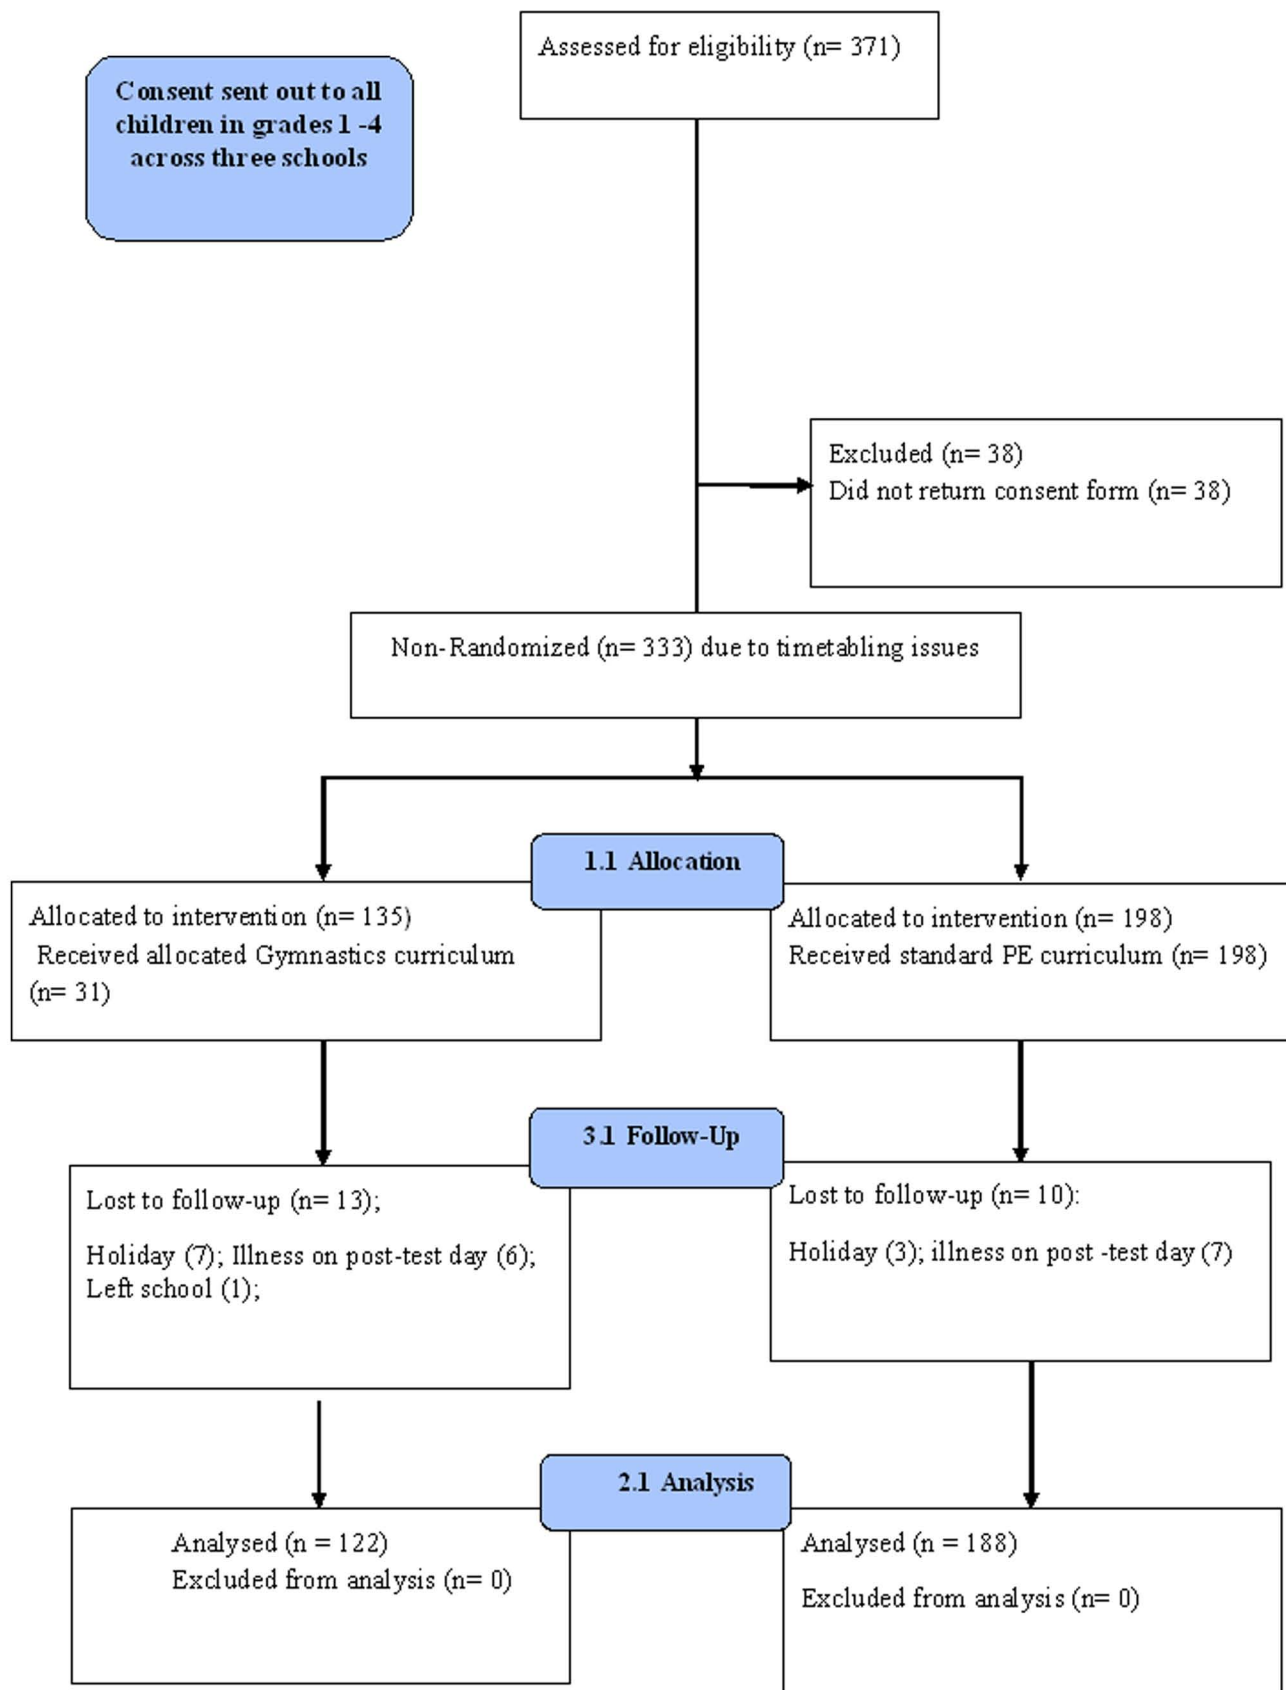 Assessed for eligibility (n= 371)
Consent sent out to all
children in grades 1 -4
across three schools
Excluded (n= 38)
Did not return consent form (n= 38)
Non-Randomized (n= 333) due to timetabling issues
1.1 Allocation
Allocated to intervention (n= 135)
Received allocated Gymnastics curriculum
(n= 31)
Allocated to intervention (n= 198)
Received standard PE curriculum (n= 198)
3.1 Follow-Up
Lost to follow-up (n= 13);
Holiday (7); Illness on post-test day (6);
Left school (1);
Lost to follow-up (n= 10):
Holiday (3); illness on post -test day (7)
2.1 Analysis
Analysed (n = 122)
Excluded from analysis (n= 0)
Analysed (n = 188)
Excluded from analysis (n= 0)